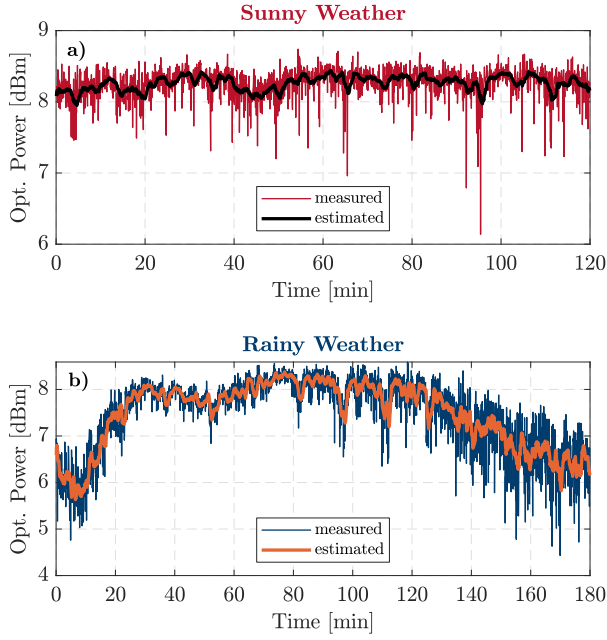 Sunny Weather
a)
9
8
7
6
Opt. Power [dBm]
measured
estimated
0 20 40 60 80 100 120
Time [min]
Rainy Weather
b)
8
7
6
5
4
Opt. Power [dBm]
measured
estimated
0 20 40 60 80 100 120 140 160 180
Time [min]